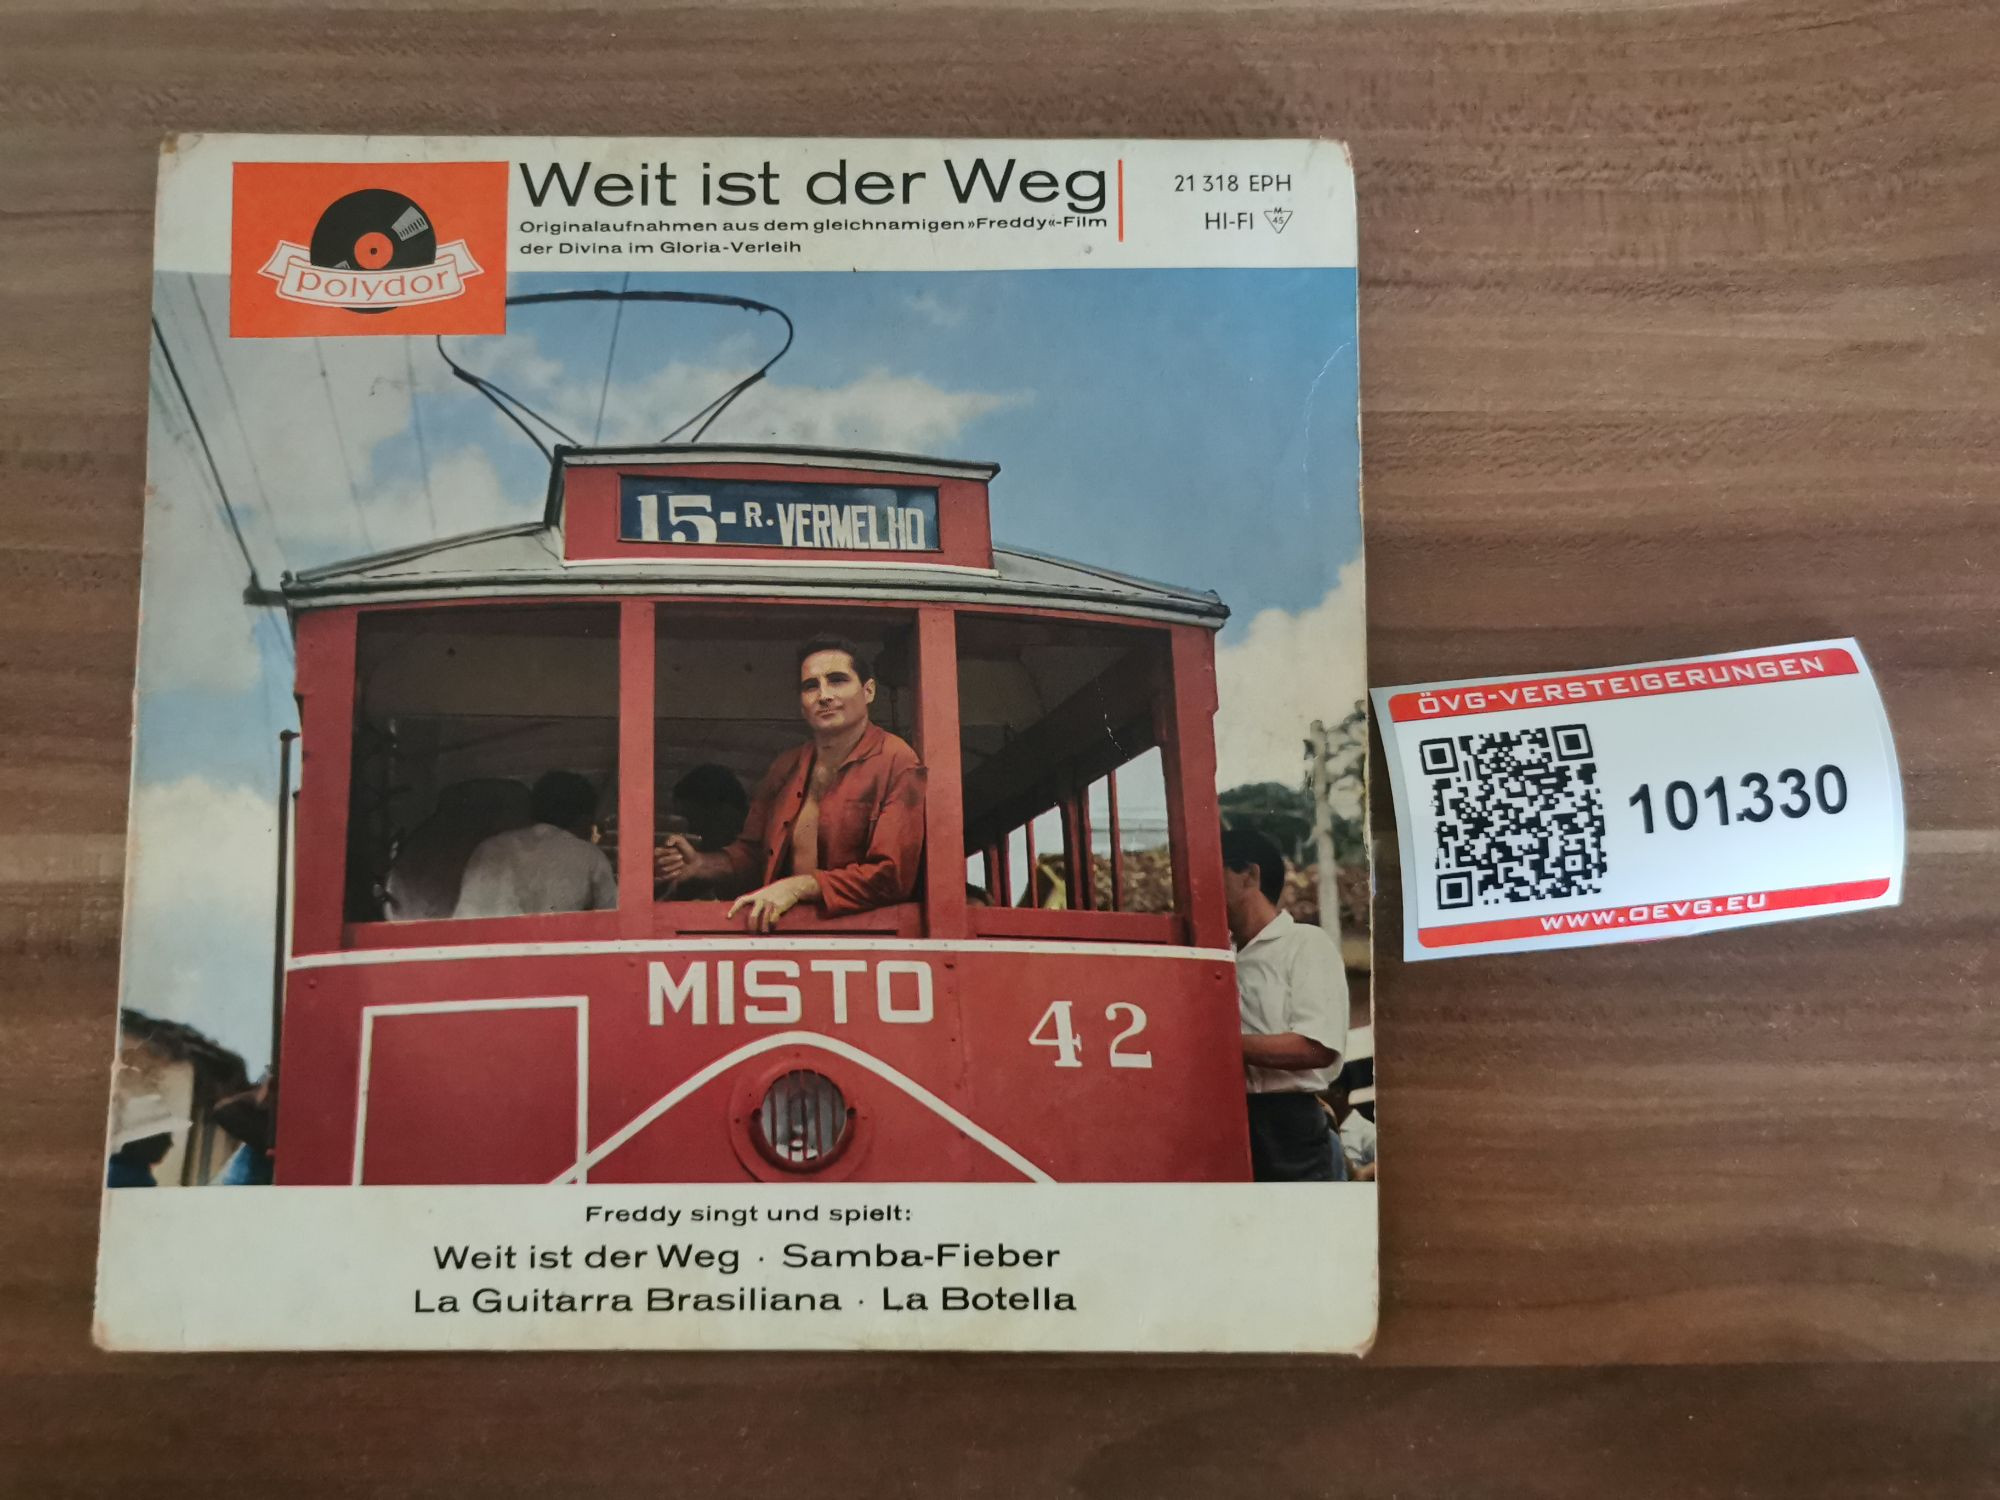 polydor
Weit ist der Weg
Originalaufnahmen aus dem gleichnamigen »Freddy«-Film
der Divina im Gloria-Verleih
21 318 EPH
HI-FI M 45
15-R.VERMELHO
MISTO
42
Freddy singt und spielt:
Weit ist der Weg · Samba-Fieber
La Guitarra Brasiliana · La Botella
ÖVG-VERSTEIGERUNGEN
101330
WWW.OEVG.EU